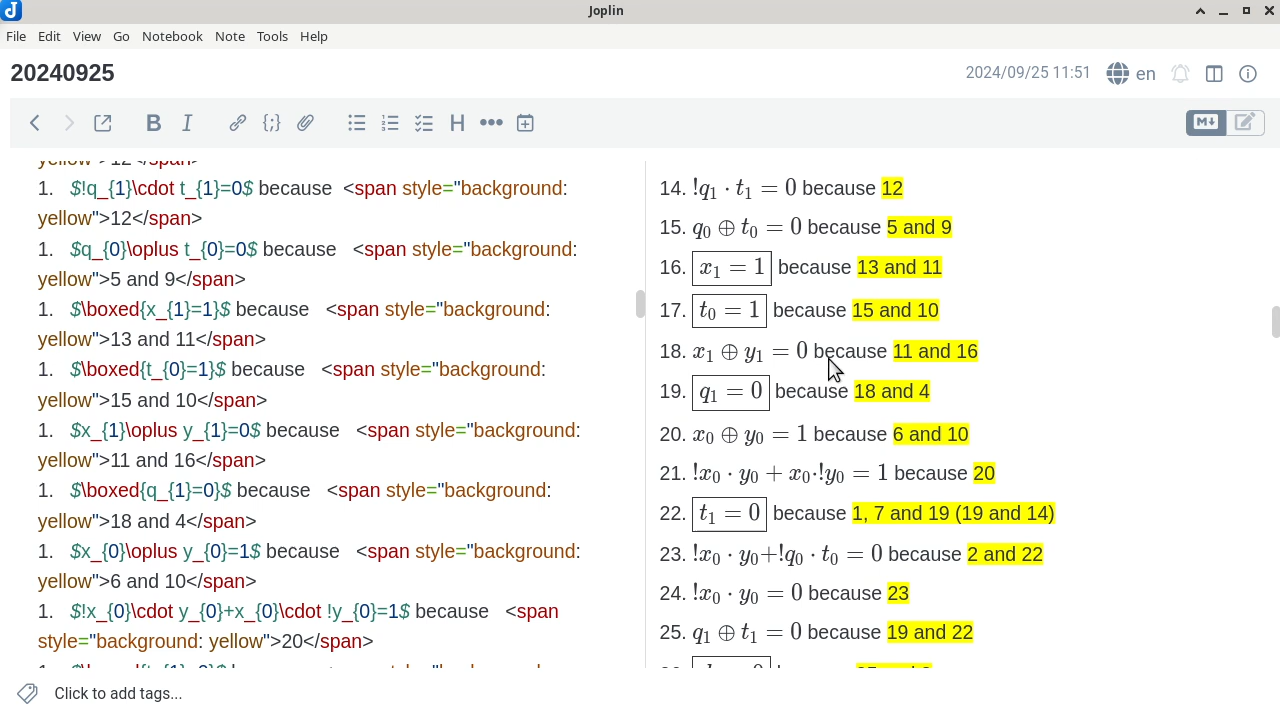 Joplin
File Edit View Go Notebook Note Tools Help
20240925
2024/09/25 11:51 en
B I {;} H M↓
yellow">12</span>
1. $!q_{1}\cdot t_{1}=0$ because <span style="background:
yellow">12</span>
1. $q_{0}\oplus t_{0}=0$ because <span style="background:
yellow">5 and 9</span>
1. $\boxed{x_{1}=1}$ because <span style="background:
yellow">13 and 11</span>
1. $\boxed{t_{0}=1}$ because <span style="background:
yellow">15 and 10</span>
1. $x_{1}\oplus y_{1}=0$ because <span style="background:
yellow">11 and 16</span>
1. $\boxed{q_{1}=0}$ because <span style="background:
yellow">18 and 4</span>
1. $x_{0}\oplus y_{0}=1$ because <span style="background:
yellow">6 and 10</span>
1. $!x_{0}\cdot y_{0}+x_{0}\cdot !y_{0}=1$ because <span
style="background: yellow">20</span>
14. !q₁ · t₁ = 0 because 12
15. q₀ ⊕ t₀ = 0 because 5 and 9
16. x₁ = 1 because 13 and 11
17. t₀ = 1 because 15 and 10
18. x₁ ⊕ y₁ = 0 because 11 and 16
19. q₁ = 0 because 18 and 4
20. x₀ ⊕ y₀ = 1 because 6 and 10
21. !x₀ · y₀ + x₀·!y₀ = 1 because 20
22. t₁ = 0 because 1, 7 and 19 (19 and 14)
23. !x₀ · y₀+!q₀ · t₀ = 0 because 2 and 22
24. !x₀ · y₀ = 0 because 23
25. q₁ ⊕ t₁ = 0 because 19 and 22
Click to add tags...